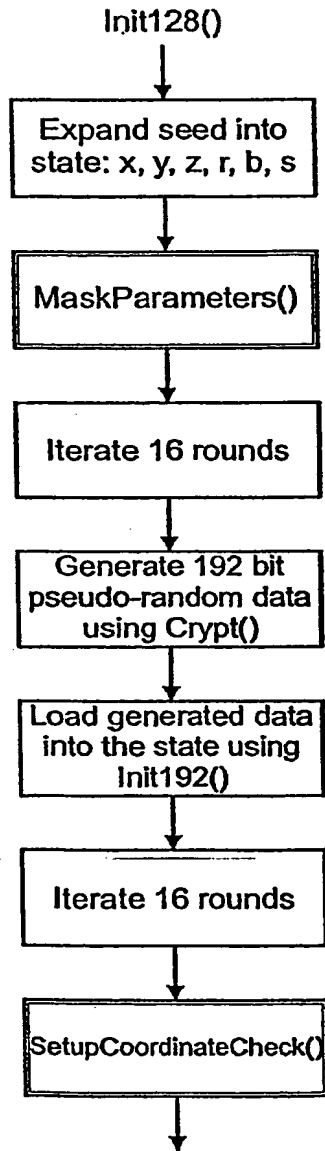 Init128()
Expand seed into
state: x, y, z, r, b, s
MaskParameters()
Iterate 16 rounds
Generate 192 bit
pseudo-random data
using Crypt()
Load generated data
into the state using
Init192()
Iterate 16 rounds
SetupCoordinateCheck()